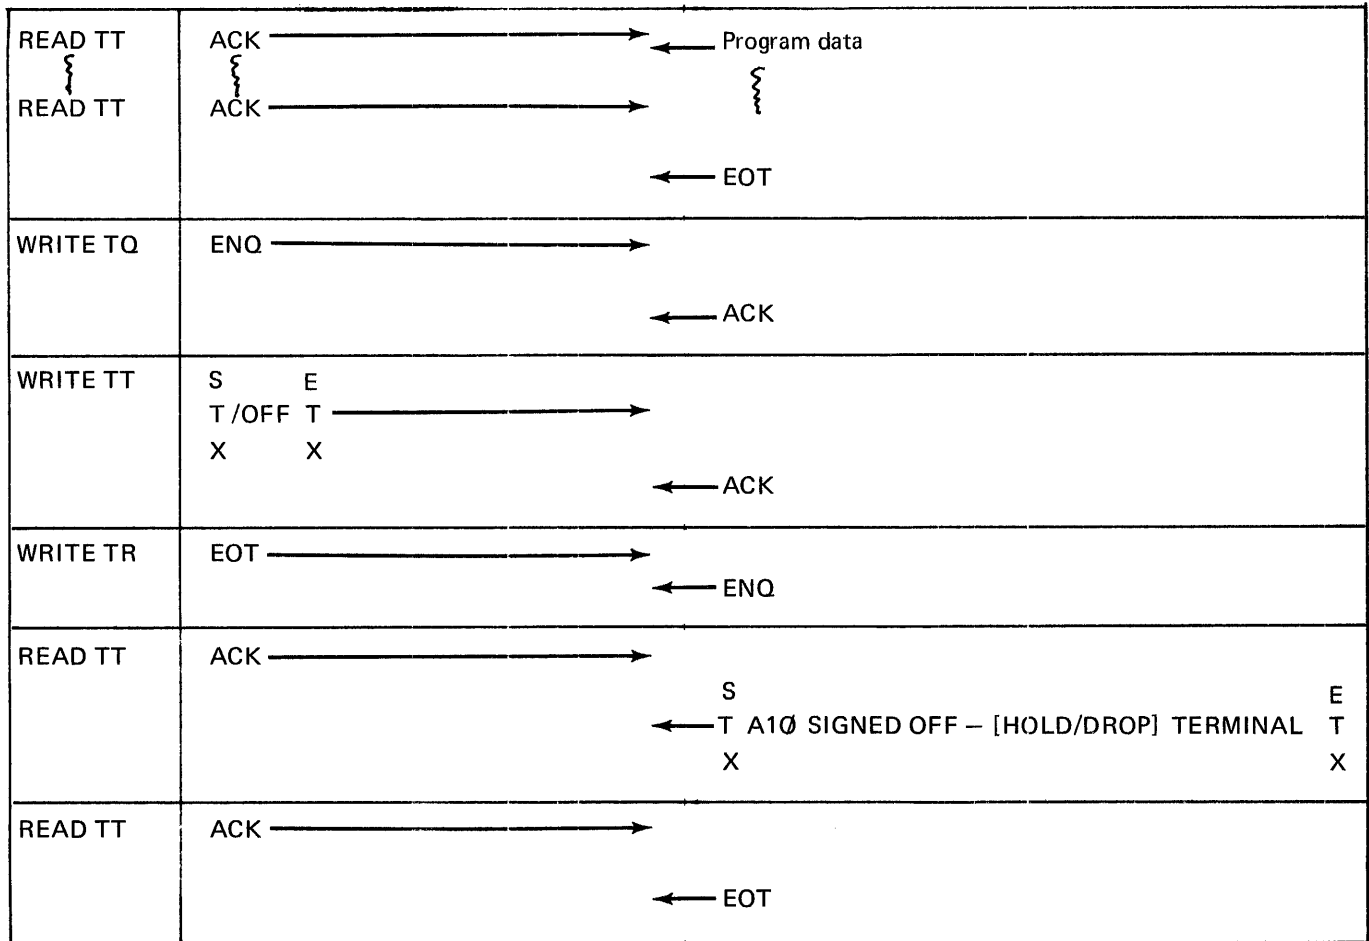 READ TT ACK Program data
READ TT ACK
EOT
WRITE TQ ENQ
ACK
WRITE TT S E
T /OFF T
X X
ACK
WRITE TR EOT
ENQ
READ TT ACK
S E
T A1Ø SIGNED OFF — [HOLD/DROP] TERMINAL T
X X
READ TT ACK
EOT